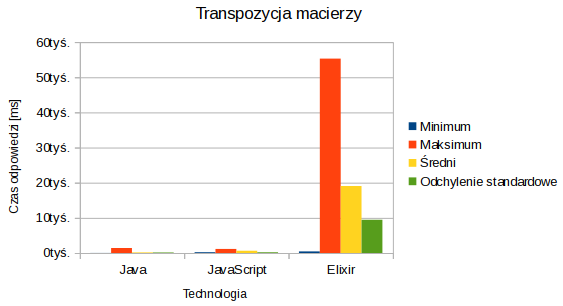 Transpozycja macierzy
60tyś.
50tyś.
40tyś.
30tyś.
20tyś.
10tyś.
0tyś.
Czas odpowiedzi [ms]
Java
JavaScript
Elixir
Technologia
Minimum
Maksimum
Średni
Odchylenie standardowe